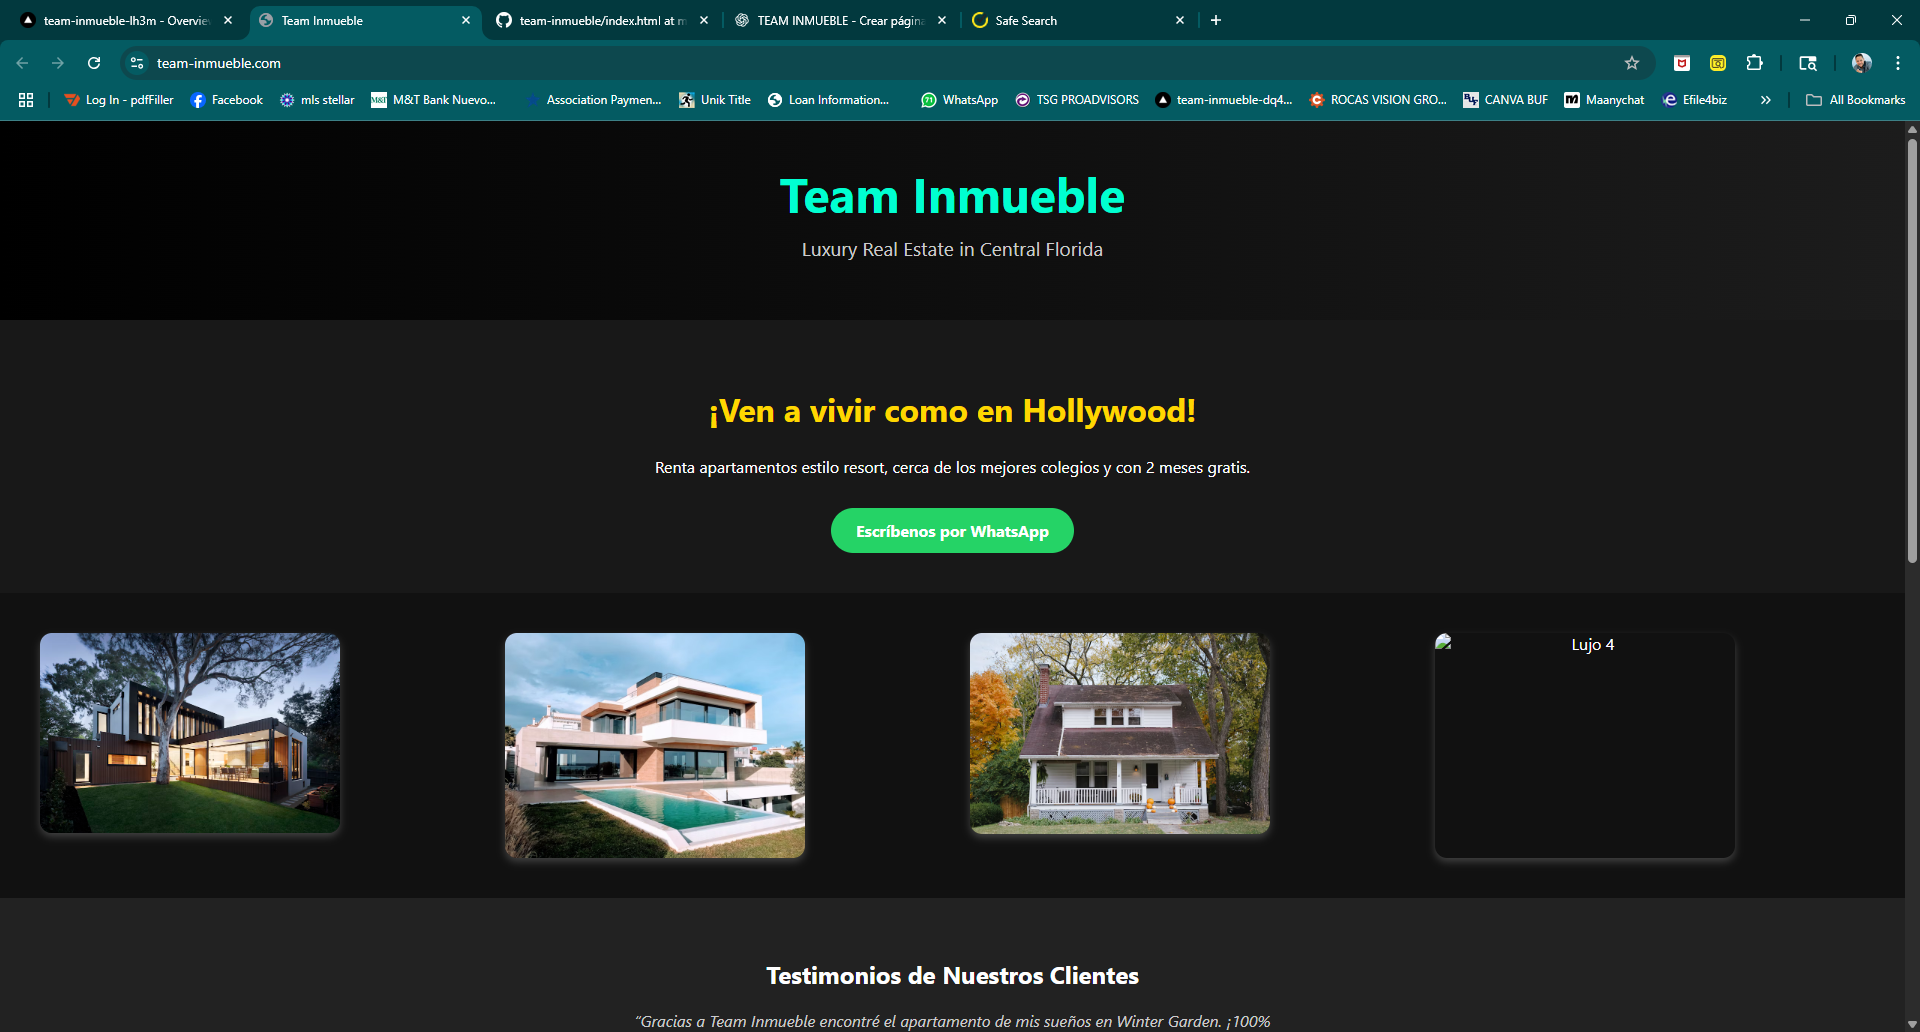 team-inmueble-lh3m - Overvie
Team Inmueble
team-inmueble/index.html at m
TEAM INMUEBLE - Crear págin
Safe Search
team-inmueble.com
Log In - pdfFiller
Facebook
mls stellar
M&T Bank Nuevo...
Association Paymen...
Unik Title
Loan Information...
WhatsApp
TSG PROADVISORS
team-inmueble-dq4...
ROCAS VISION GRO...
CANVA BUF
Maanychat
Efile4biz
All Bookmarks
Team Inmueble
Luxury Real Estate in Central Florida
¡Ven a vivir como en Hollywood!
Renta apartamentos estilo resort, cerca de los mejores colegios y con 2 meses gratis.
Escríbenos por WhatsApp
Lujo 4
Testimonios de Nuestros Clientes
“Gracias a Team Inmueble encontré el apartamento de mis sueños en Winter Garden. ¡100%